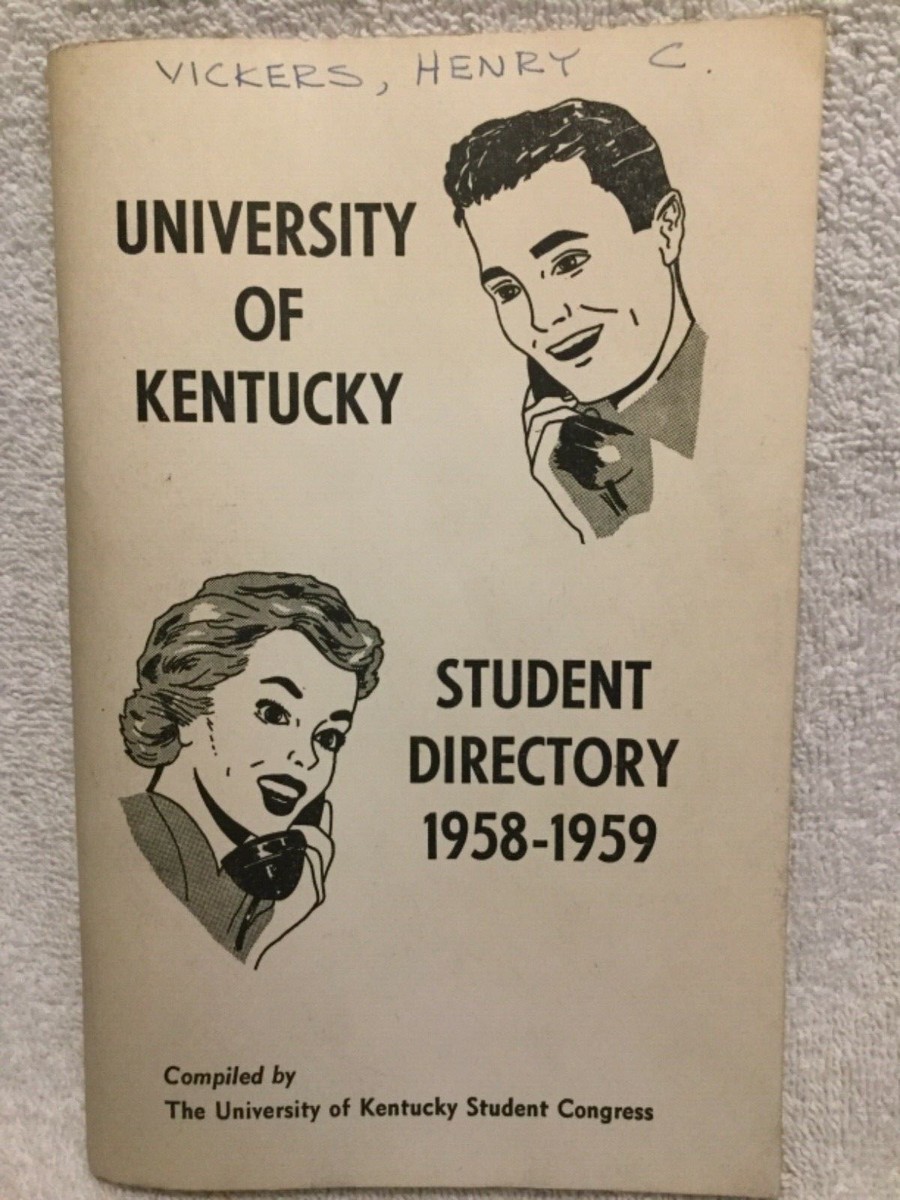 VICKERS, HENRY C.
UNIVERSITY
OF
KENTUCKY
STUDENT
DIRECTORY
1958-1959
Compiled by
The University of Kentucky Student Congress